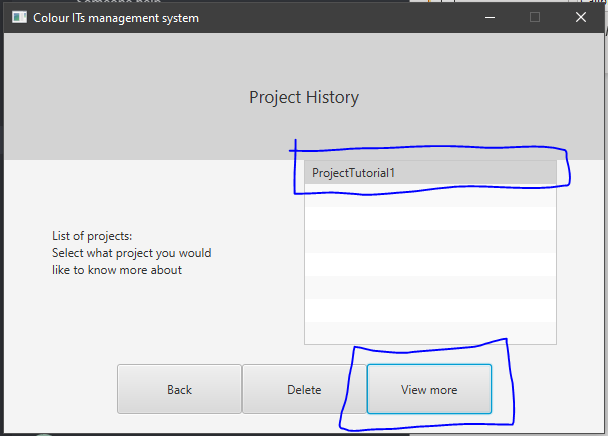 Colour ITs management system
Project History
ProjectTutorial1
List of projects:
Select what project you would
like to know more about
Back
Delete
View more